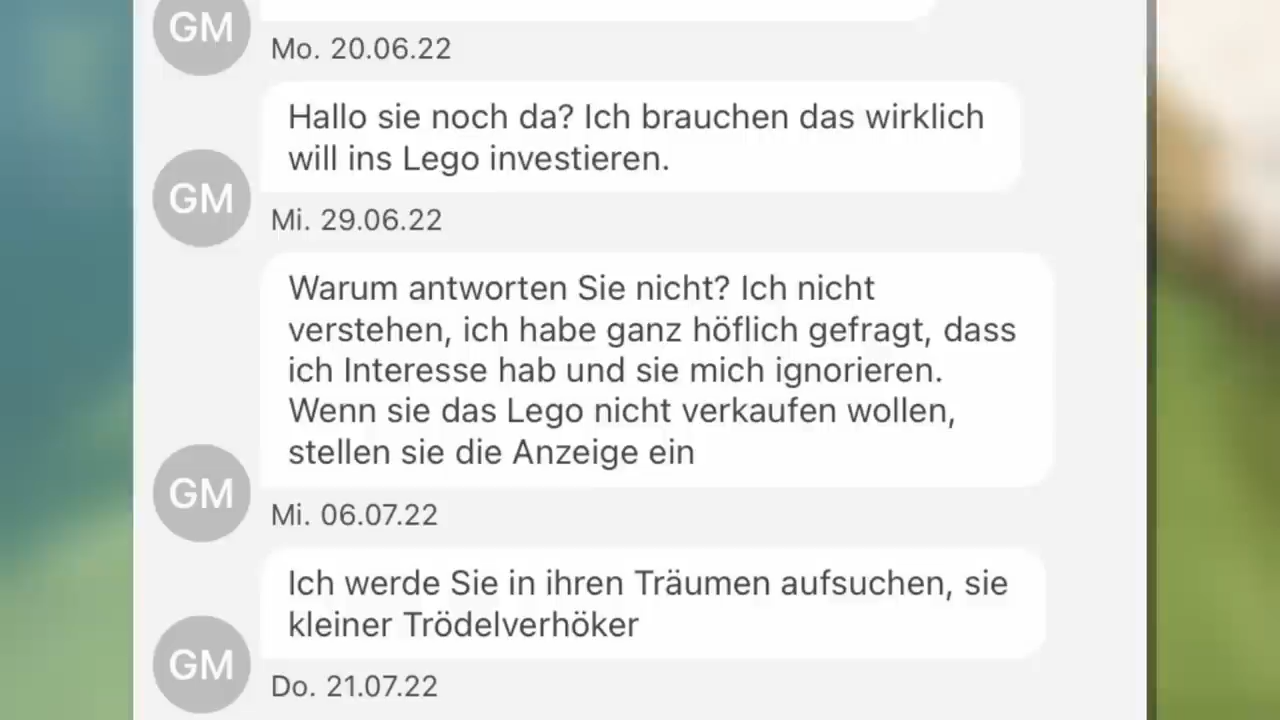 GM
Mo. 20.06.22
Hallo sie noch da? Ich brauchen das wirklich
will ins Lego investieren.
GM
Mi. 29.06.22
Warum antworten Sie nicht? Ich nicht
verstehen, ich habe ganz höflich gefragt, dass
ich Interesse hab und sie mich ignorieren.
Wenn sie das Lego nicht verkaufen wollen,
stellen sie die Anzeige ein
GM
Mi. 06.07.22
Ich werde Sie in ihren Träumen aufsuchen, sie
kleiner Trödelverhöker
GM
Do. 21.07.22